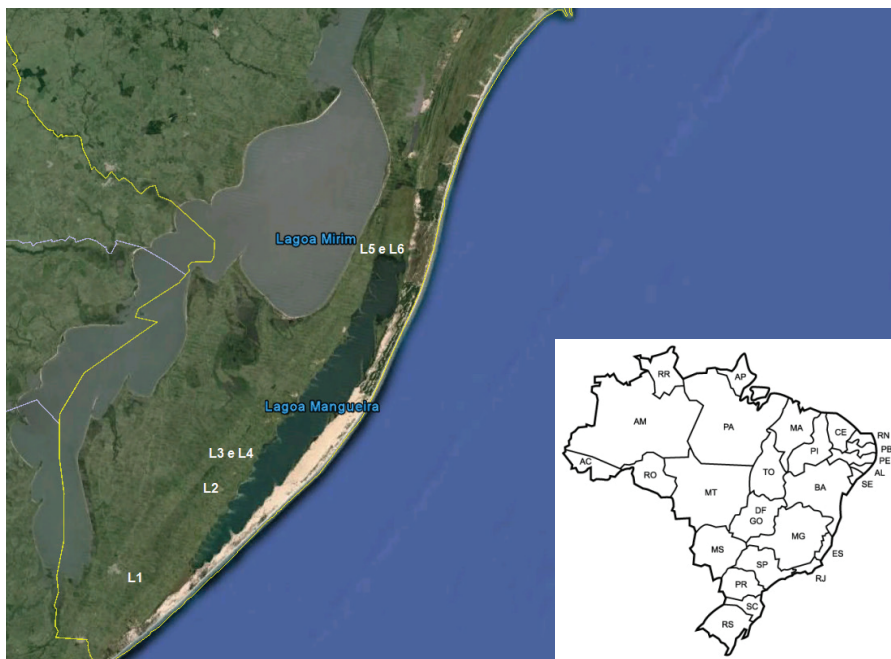 Lagoa Mirim
L5 e L6
Lagoa Mangueira
L3 e L4
L2
L1
RR
AP
AM
PA
MA
CE
RN
PB
PE
AL
SE
PI
AC
RO
TO
BA
MT
DF
GO
MG
ES
MS
SP
RJ
PR
SC
RS